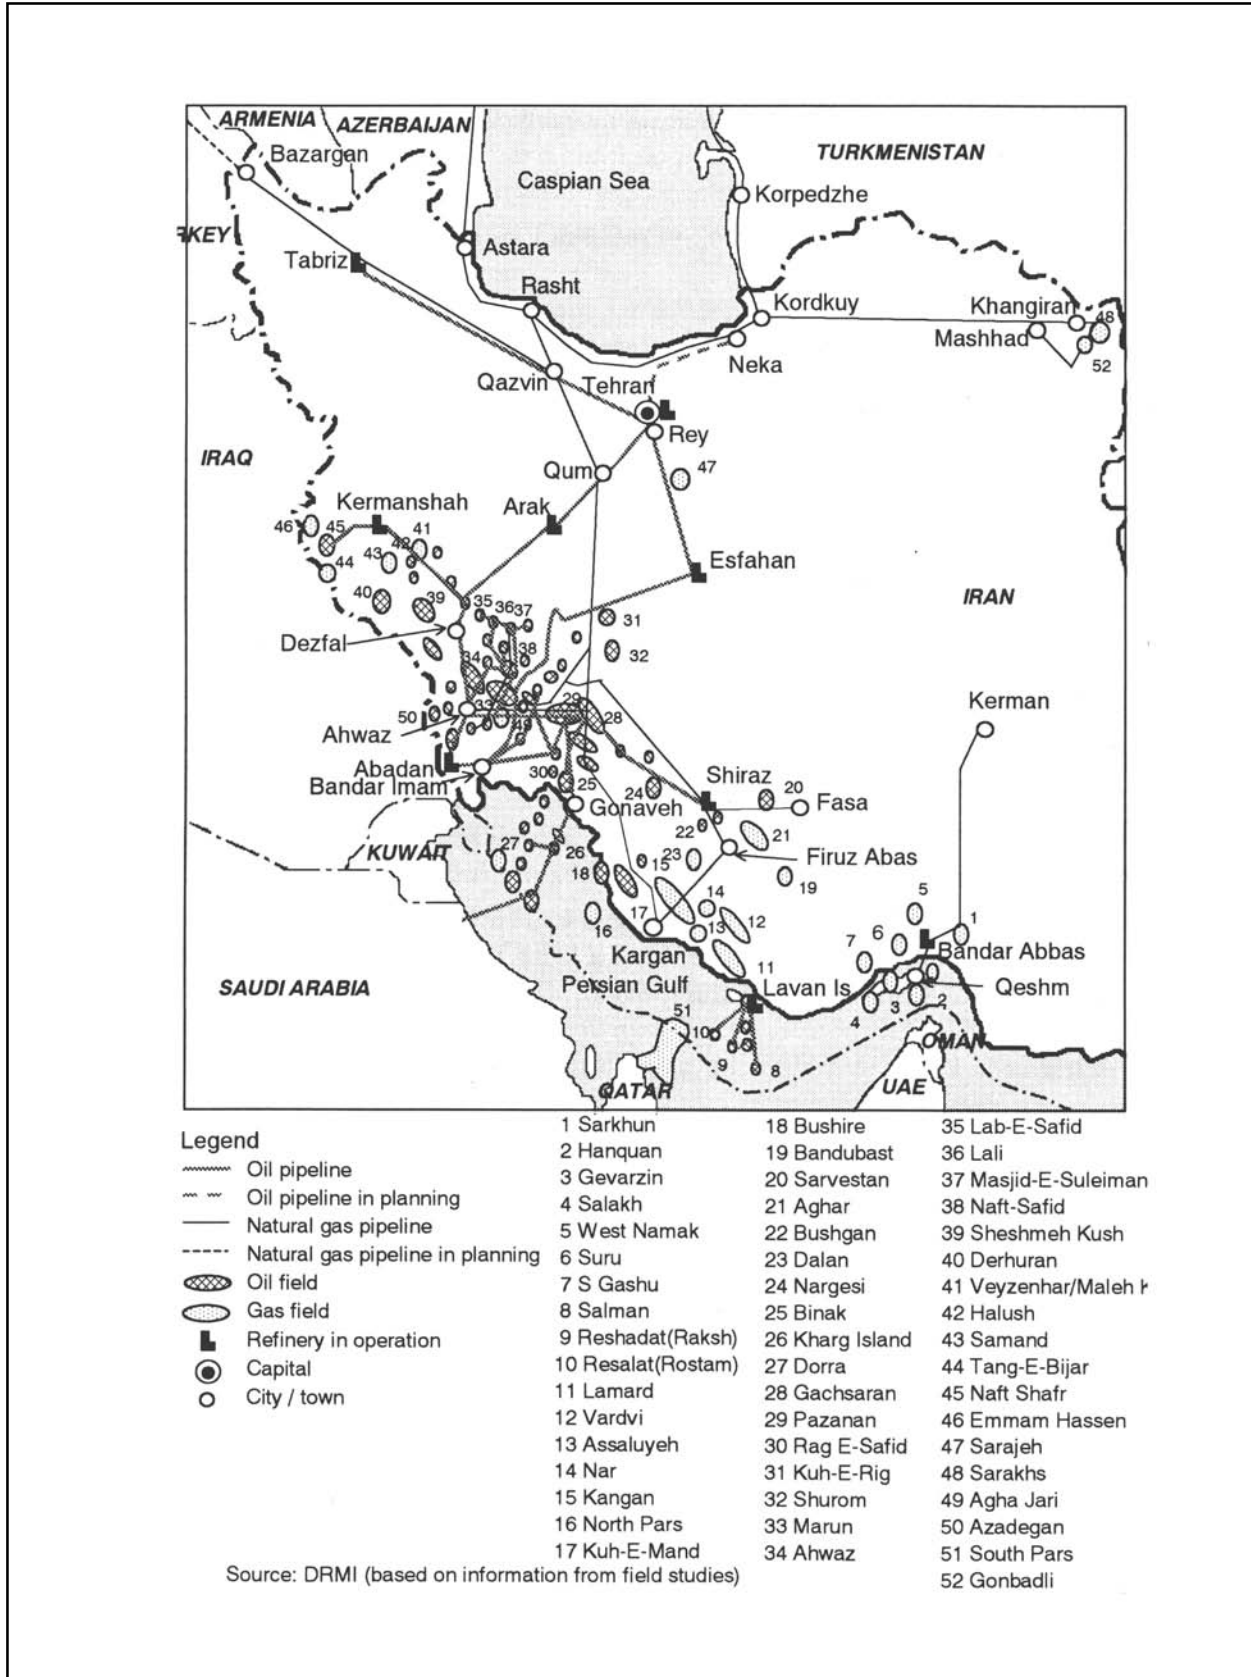 ARMENIA
AZERBAIJAN
Bazargan
Caspian Sea
TURKMENISTAN
Korpedzhe
RKEY
Tabriz
Astara
Rasht
Kordkuy
Khangiran
48
Mashhad
52
Neka
Qazvin
Tehran
Rey
IRAQ
Qum
47
Kermanshah
Arak
46
45
41
42
43
44
Esfahan
40
39
35
36
37
IRAN
31
Dezfal
34
38
32
Kerman
50
33
29
28
49
Ahwaz
Abadan
Bandar Imam
30
25
24
Shiraz
20
Fasa
Gonaveh
22
21
KUWAIT
27
26
23
Firuz Abas
15
18
19
14
5
17
16
13
12
1
6
7
Bandar Abbas
Kargan
11
Persian Gulf
Lavan Is
Qeshm
SAUDI ARABIA
4
3
2
51
10
9
8
OMAN
QATAR
UAE
Legend
Oil pipeline
Oil pipeline in planning
Natural gas pipeline
Natural gas pipeline in planning
Oil field
Gas field
Refinery in operation
Capital
City / town
1 Sarkhun
2 Hanquan
3 Gevarzin
4 Salakh
5 West Namak
6 Suru
7 S Gashu
8 Salman
9 Reshadat(Raksh)
10 Resalat(Rostam)
11 Lamard
12 Vardvi
13 Assaluyeh
14 Nar
15 Kangan
16 North Pars
17 Kuh-E-Mand
18 Bushire
19 Bandubast
20 Sarvestan
21 Aghar
22 Bushgan
23 Dalan
24 Nargesi
25 Binak
26 Kharg Island
27 Dorra
28 Gachsaran
29 Pazanan
30 Rag E-Safid
31 Kuh-E-Rig
32 Shurom
33 Marun
34 Ahwaz
35 Lab-E-Safid
36 Lali
37 Masjid-E-Suleiman
38 Naft-Safid
39 Sheshmeh Kush
40 Derhuran
41 Veyzenhar/Maleh
42 Halush
43 Samand
44 Tang-E-Bijar
45 Naft Shafr
46 Emmam Hassen
47 Sarajeh
48 Sarakhs
49 Agha Jari
50 Azadegan
51 South Pars
52 Gonbadli
Source: DRMI (based on information from field studies)